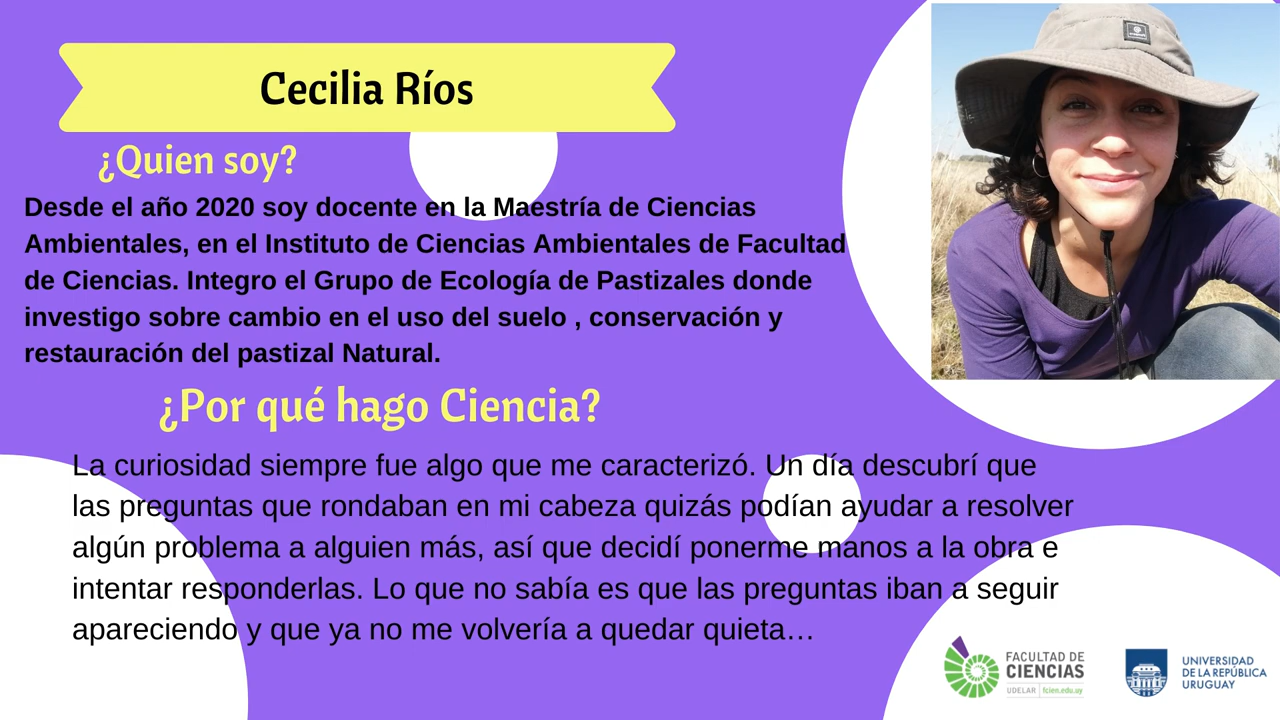 Cecilia Ríos
¿Quien soy?
Desde el año 2020 soy docente en la Maestría de Ciencias
Ambientales, en el Instituto de Ciencias Ambientales de Facultad
de Ciencias. Integro el Grupo de Ecología de Pastizales donde
investigo sobre cambio en el uso del suelo , conservación y
restauración del pastizal Natural.
¿Por qué hago Ciencia?
La curiosidad siempre fue algo que me caracterizó. Un día descubrí que
las preguntas que rondaban en mi cabeza quizás podían ayudar a resolver
algún problema a alguien más, así que decidí ponerme manos a la obra e
intentar responderlas. Lo que no sabía es que las preguntas iban a seguir
apareciendo y que ya no me volvería a quedar quieta…
FACULTAD DE
CIENCIAS
UDELAR | fcien.edu.uy
UNIVERSIDAD
DE LA REPÚBLICA
URUGUAY